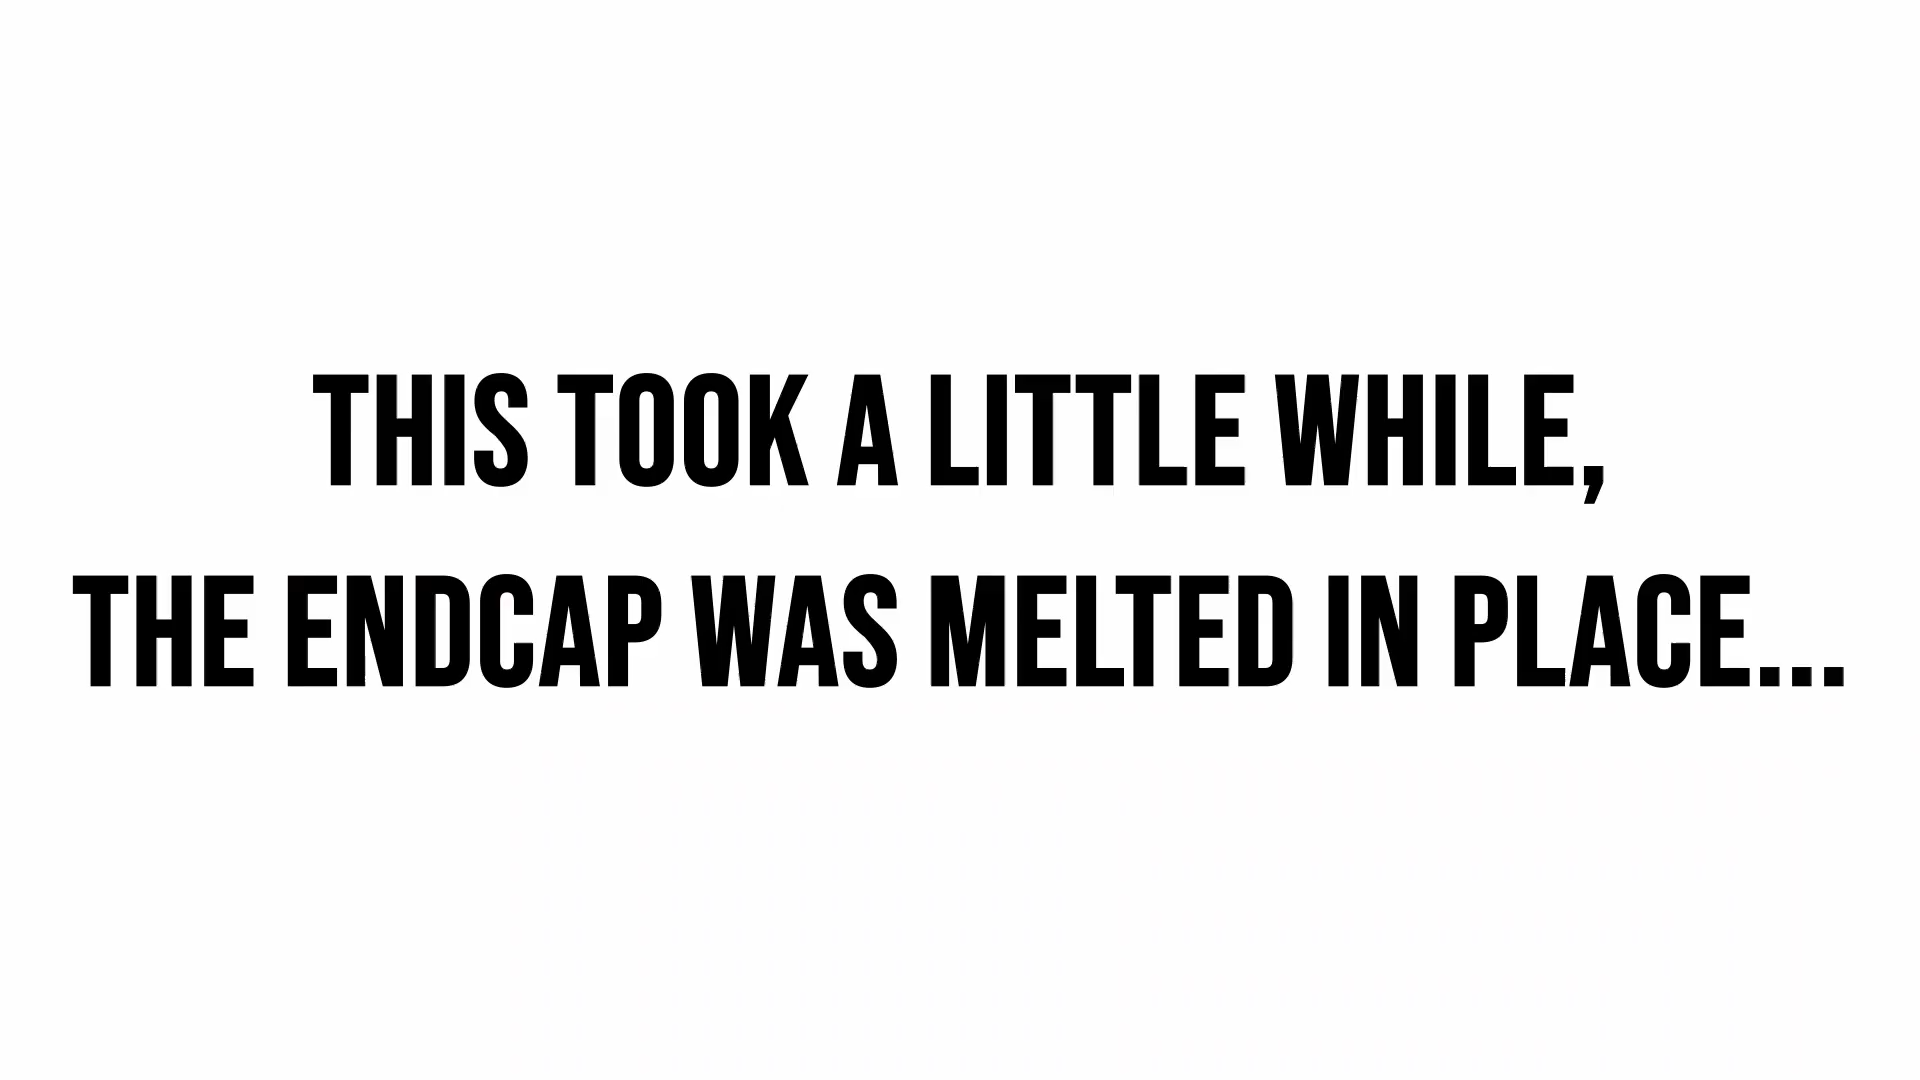 THIS TOOK A LITTLE WHILE,
THE ENDCAP WAS MELTED IN PLACE...